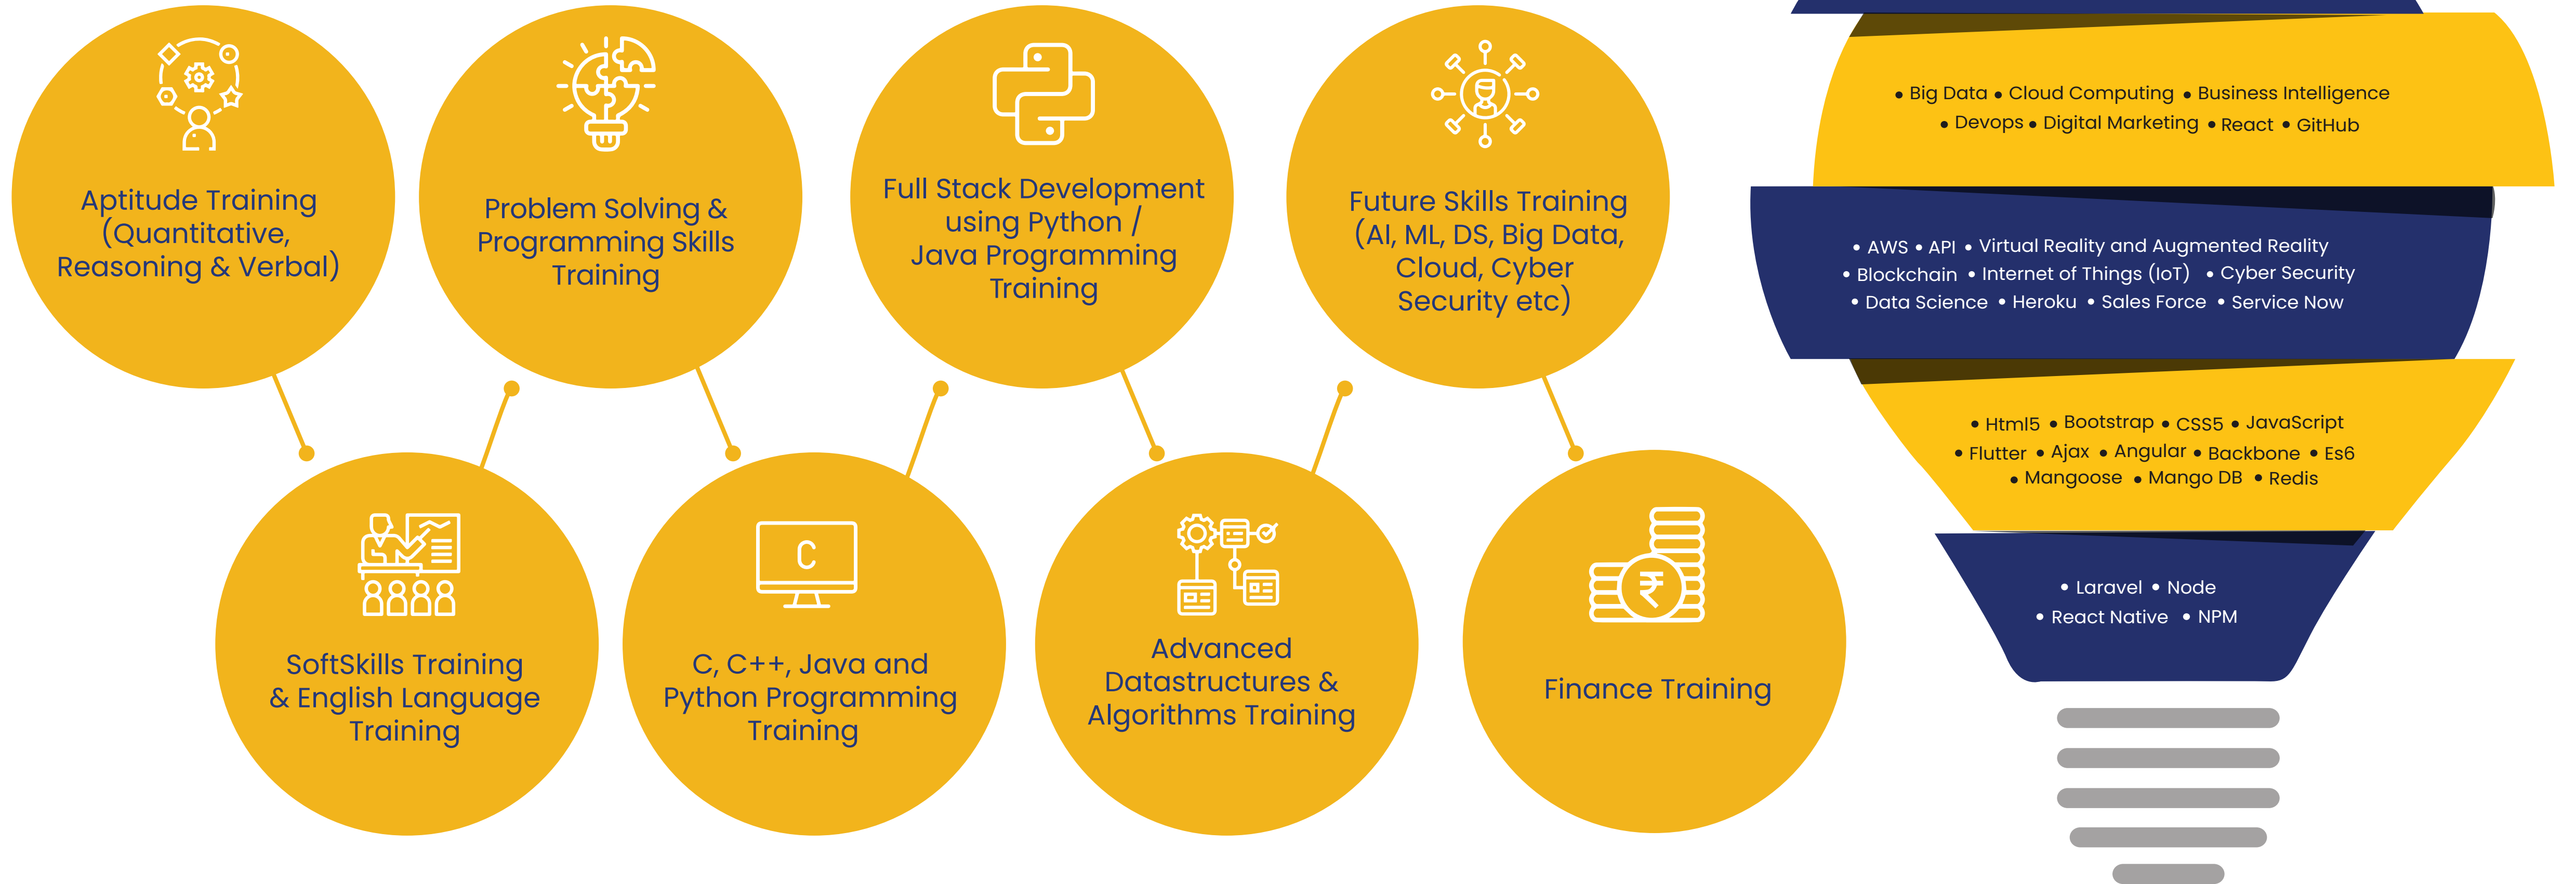 Aptitude Training
(Quantitative,
Reasoning & Verbal)
SoftSkills Training
& English Language
Training
Problem Solving &
Programming Skills
Training
C
C, C++, Java and
Python Programming
Training
Full Stack Development
using Python /
Java Programming
Training
Advanced
Datastructures &
Algorithms Training
Future Skills Training
(AI, ML, DS, Big Data,
Cloud, Cyber
Security etc)
₹
Finance Training
• Big Data • Cloud Computing • Business Intelligence
• Devops • Digital Marketing • React • GitHub
• AWS • API • Virtual Reality and Augmented Reality
• Blockchain • Internet of Things (IoT) • Cyber Security
• Data Science • Heroku • Sales Force • Service Now
• Html5 • Bootstrap • CSS5 • JavaScript
• Flutter • Ajax • Angular • Backbone • Es6
• Mangoose • Mango DB • Redis
• Laravel • Node
• React Native • NPM